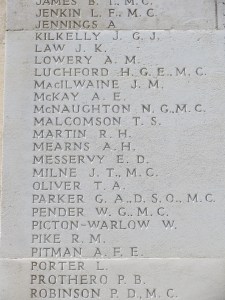 JAMES B. I., M.C.
JENKIN L. F., M.C.
JENNINGS A.
KILKELLY J. G. J.
LAW J. K.
LOWERY A. M.
LUCHFORD H. G. E., M.C.
MacILWAINE J. M.
McKAY A. E.
McNAUGHTON N. G., M.C.
MALCOMSON T. S.
MARTIN R. H.
MEARNS A. H.
MESSERVY E. D.
MILNE J. T., M.C.
OLIVER T. A.
PARKER G. A., D.S.O., M.C.
PENDER W. G., M.C.
PICTON-WARLOW W.
PIKE R. M.
PITMAN A. F. E.
PORTER L.
PROTHERO P. B.
ROBINSON P. D., M.C.